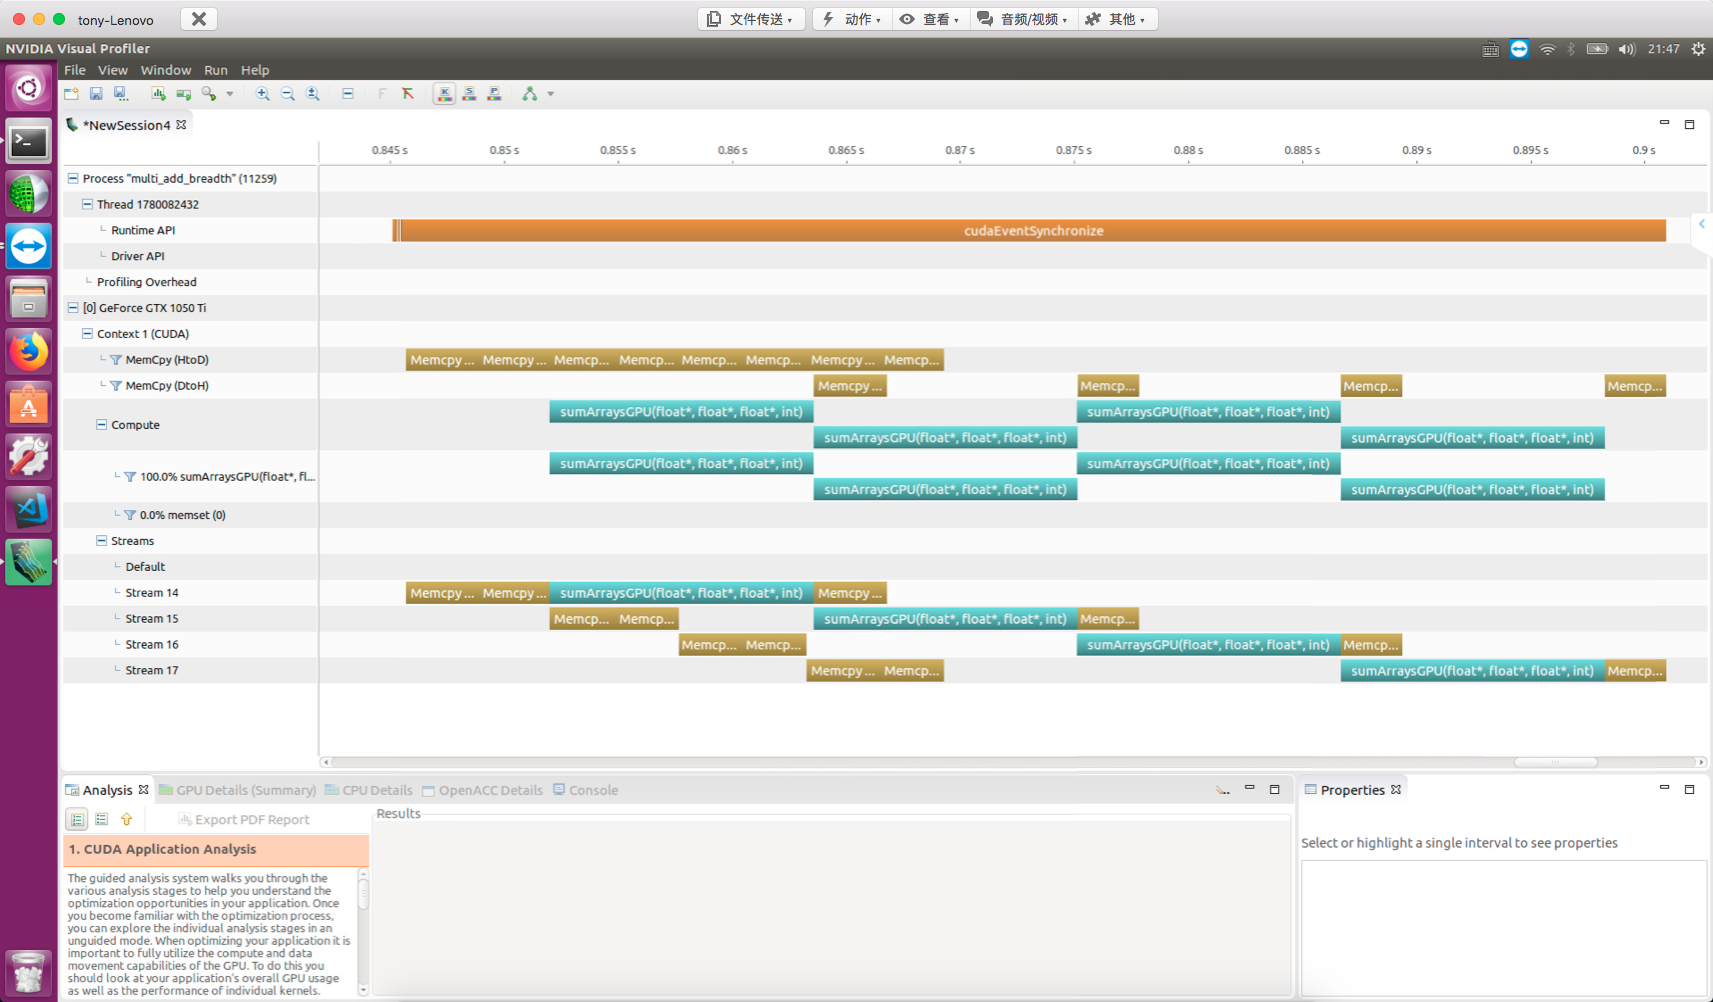 tony-Lenovo
文件传送
动作
查看
音频/视频
其他
NVIDIA Visual Profiler
21:47
File View Window Run Help
*NewSession4
0.845 s 0.85 s 0.855 s 0.86 s 0.865 s 0.87 s 0.875 s 0.88 s 0.885 s 0.89 s 0.895 s 0.9 s
Process "multi_add_breadth" (11259)
Thread 1780082432
Runtime API cudaEventSynchronize
Driver API
Profiling Overhead
[0] GeForce GTX 1050 Ti
Context 1 (CUDA)
MemCpy (HtoD) Memcpy ... Memcpy ... Memcp... Memcp... Memcp... Memcp... Memcpy ... Memcp...
MemCpy (DtoH) Memcpy ... Memcp... Memcp... Memcp...
sumArraysGPU(float*, float*, float*, int) sumArraysGPU(float*, float*, float*, int)
Compute
sumArraysGPU(float*, float*, float*, int) sumArraysGPU(float*, float*, float*, int)
sumArraysGPU(float*, float*, float*, int) sumArraysGPU(float*, float*, float*, int)
100.0% sumArraysGPU(float*, fl...
sumArraysGPU(float*, float*, float*, int) sumArraysGPU(float*, float*, float*, int)
0.0% memset (0)
Streams
Default
Stream 14 Memcpy ... Memcpy ... sumArraysGPU(float*, float*, float*, int) Memcpy ...
Stream 15 Memcp... Memcp... sumArraysGPU(float*, float*, float*, int) Memcp...
Stream 16 Memcp... Memcp... sumArraysGPU(float*, float*, float*, int) Memcp...
Stream 17 Memcpy ... Memcp... sumArraysGPU(float*, float*, float*, int) Memcp...
Analysis GPU Details (Summary) CPU Details OpenACC Details Console
Properties
Export PDF Report
Results
1. CUDA Application Analysis
The guided analysis system walks you through the
various analysis stages to help you understand the
optimization opportunities in your application. Once
you become familiar with the optimization process,
you can explore the individual analysis stages in an
unguided mode. When optimizing your application it is
important to fully utilize the compute and data
movement capabilities of the GPU. To do this you
should look at your application's overall GPU usage
as well as the performance of individual kernels.
Select or highlight a single interval to see properties